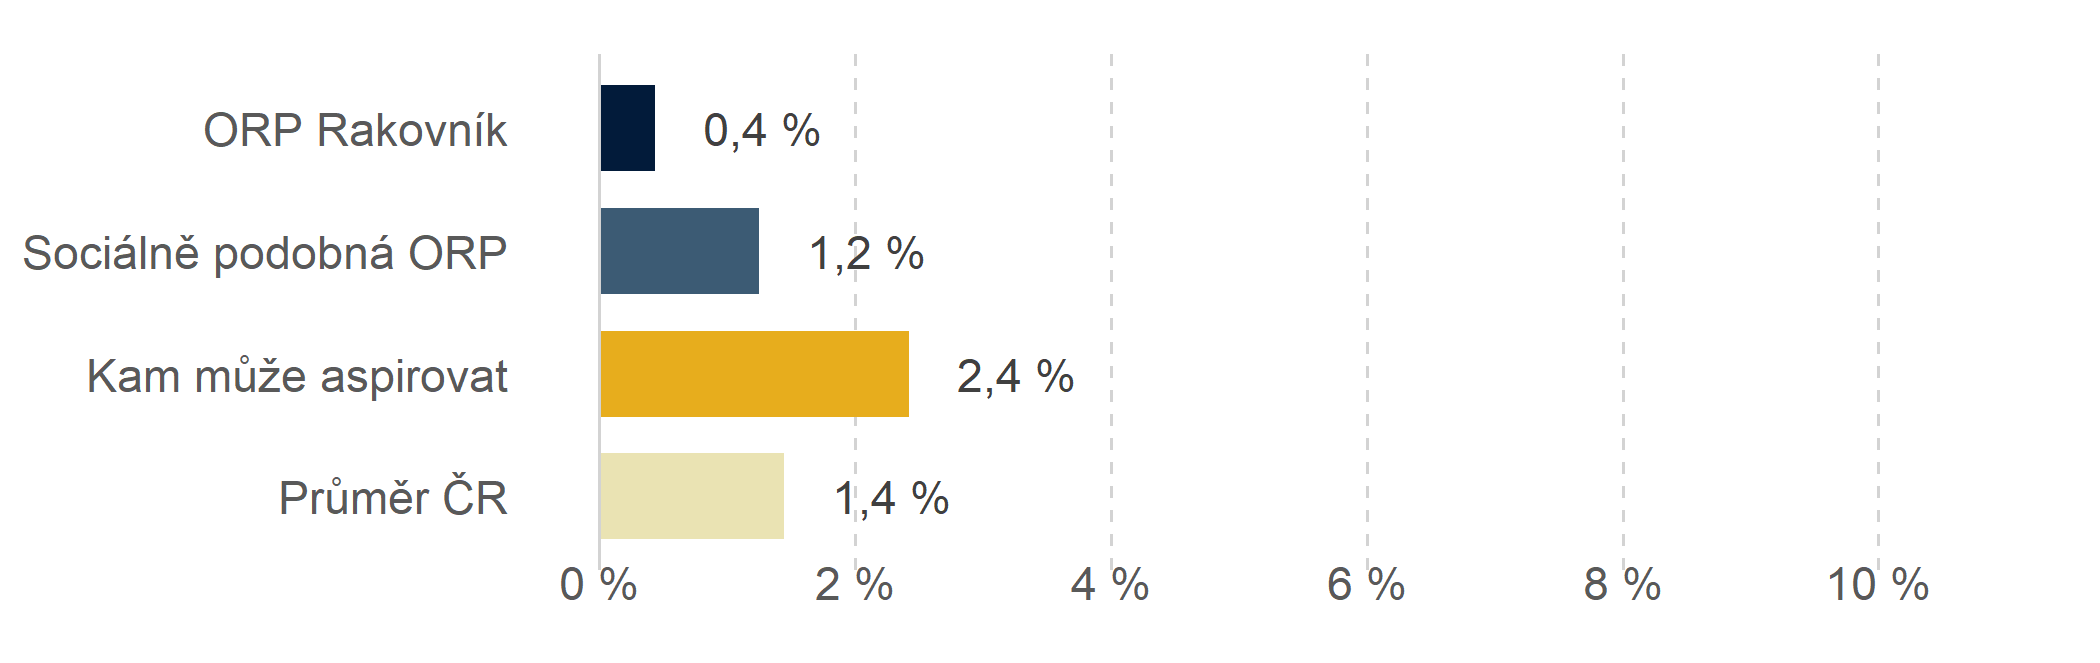 ORP Rakovník 0,4 %
Sociálně podobná ORP 1,2 %
Kam může aspirovat 2,4 %
Průměr ČR 1,4 %
0 % 2 % 4 % 6 % 8 % 10 %